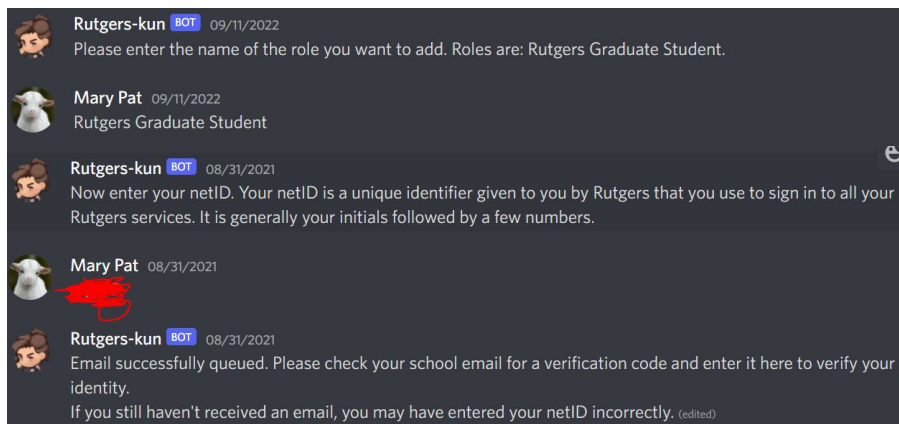 Rutgers-kun BOT 09/11/2022
Please enter the name of the role you want to add. Roles are: Rutgers Graduate Student.
Mary Pat 09/11/2022
Rutgers Graduate Student
Rutgers-kun BOT 08/31/2021
Now enter your netID. Your netID is a unique identifier given to you by Rutgers that you use to sign in to all your
Rutgers services. It is generally your initials followed by a few numbers.
Mary Pat 08/31/2021
Rutgers-kun BOT 08/31/2021
Email successfully queued. Please check your school email for a verification code and enter it here to verify your
identity.
If you still haven't received an email, you may have entered your netID incorrectly. (edited)